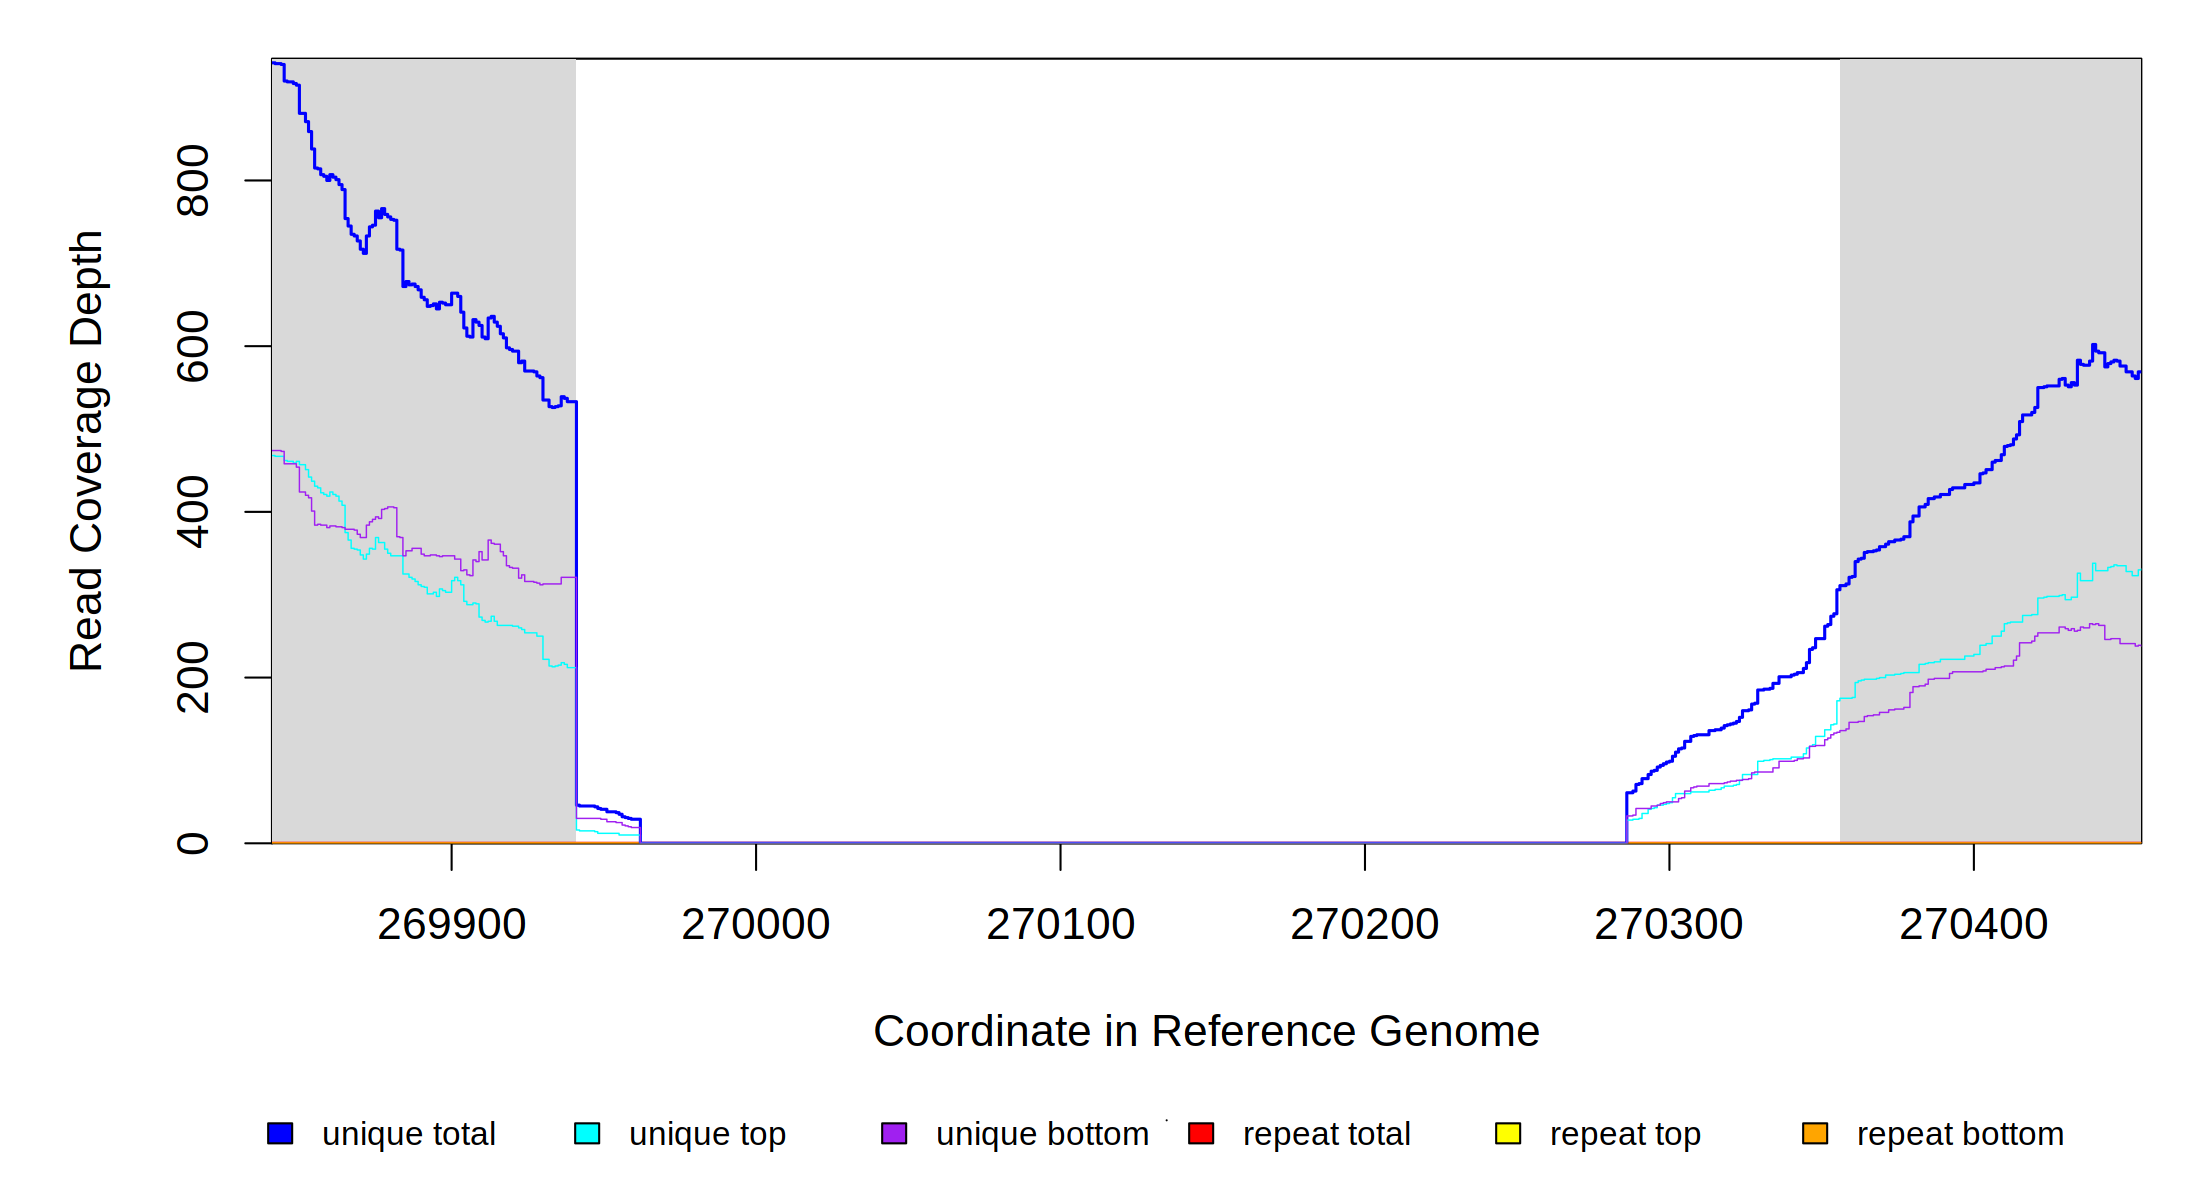 Read Coverage Depth
800
600
400
200
0
269900 270000 270100 270200 270300 270400
Coordinate in Reference Genome
unique total unique top unique bottom repeat total repeat top repeat bottom